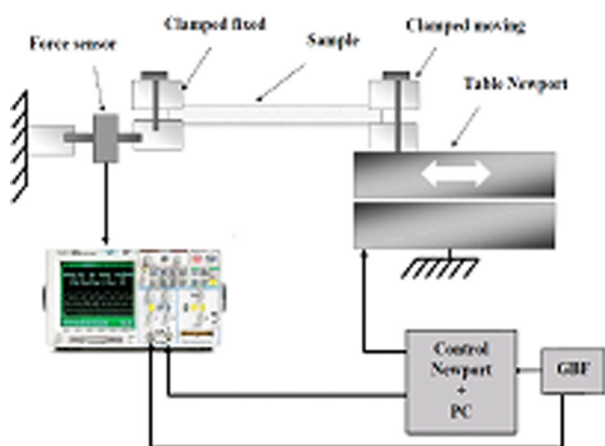 Clamped fixed
Sample
Clamped moving
Force sensor
Table Newport
Control
Newport
+
PC
GBF